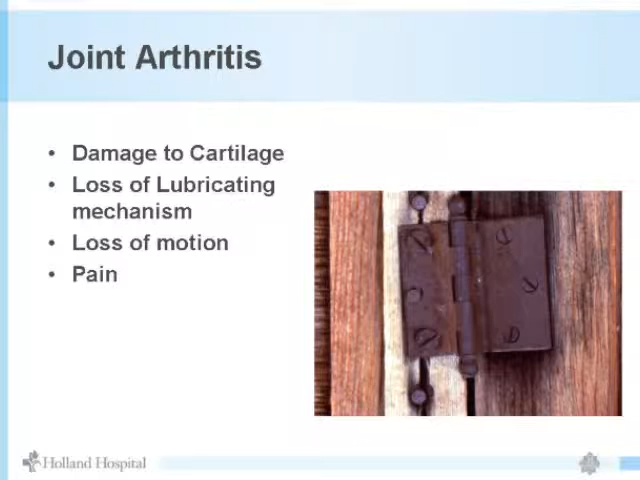 Joint Arthritis
• Damage to Cartilage
• Loss of Lubricating
mechanism
• Loss of motion
• Pain
Holland Hospital